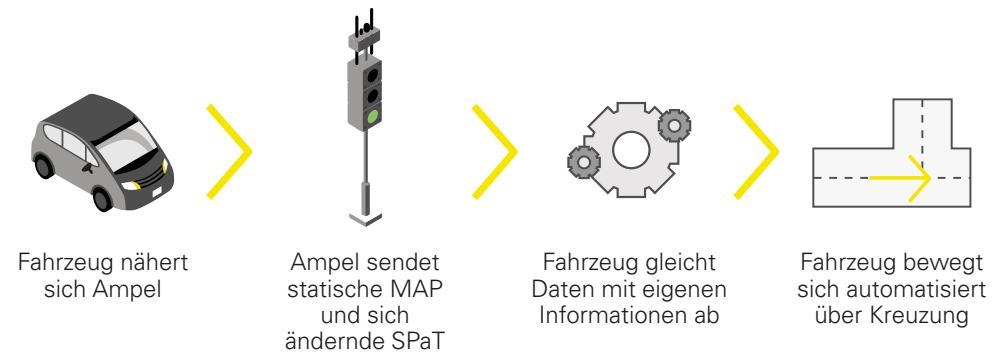 Fahrzeug nähert
sich Ampel
Ampel sendet
statische MAP
und sich
ändernde SPaT
Fahrzeug gleicht
Daten mit eigenen
Informationen ab
Fahrzeug bewegt
sich automatisiert
über Kreuzung